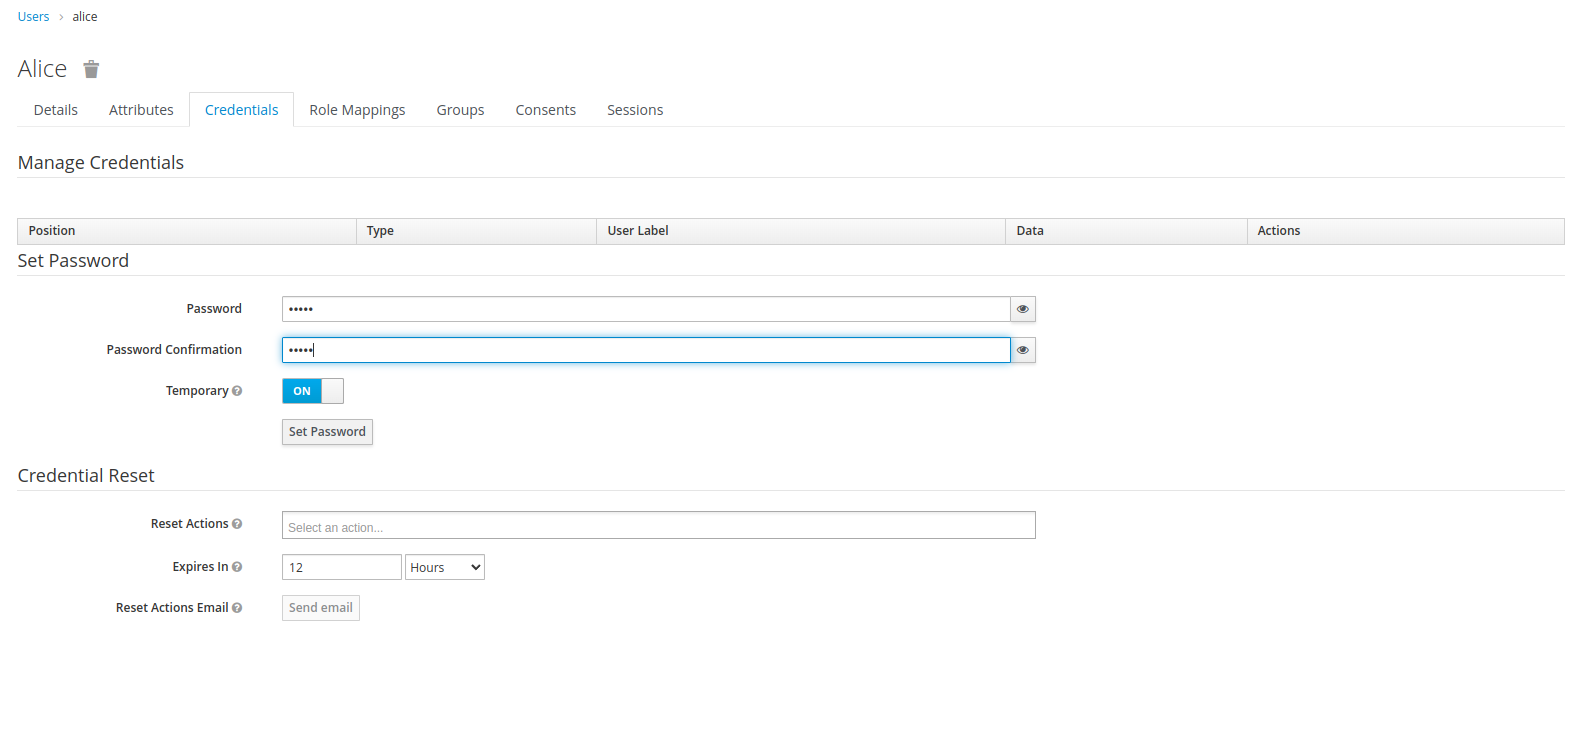 Users › alice
Alice
Details Attributes Credentials Role Mappings Groups Consents Sessions
Manage Credentials
Position Type User Label Data Actions
Set Password
Password •••••
Password Confirmation •••••
Temporary ON
Set Password
Credential Reset
Reset Actions Select an action...
Expires In 12 Hours
Reset Actions Email Send email